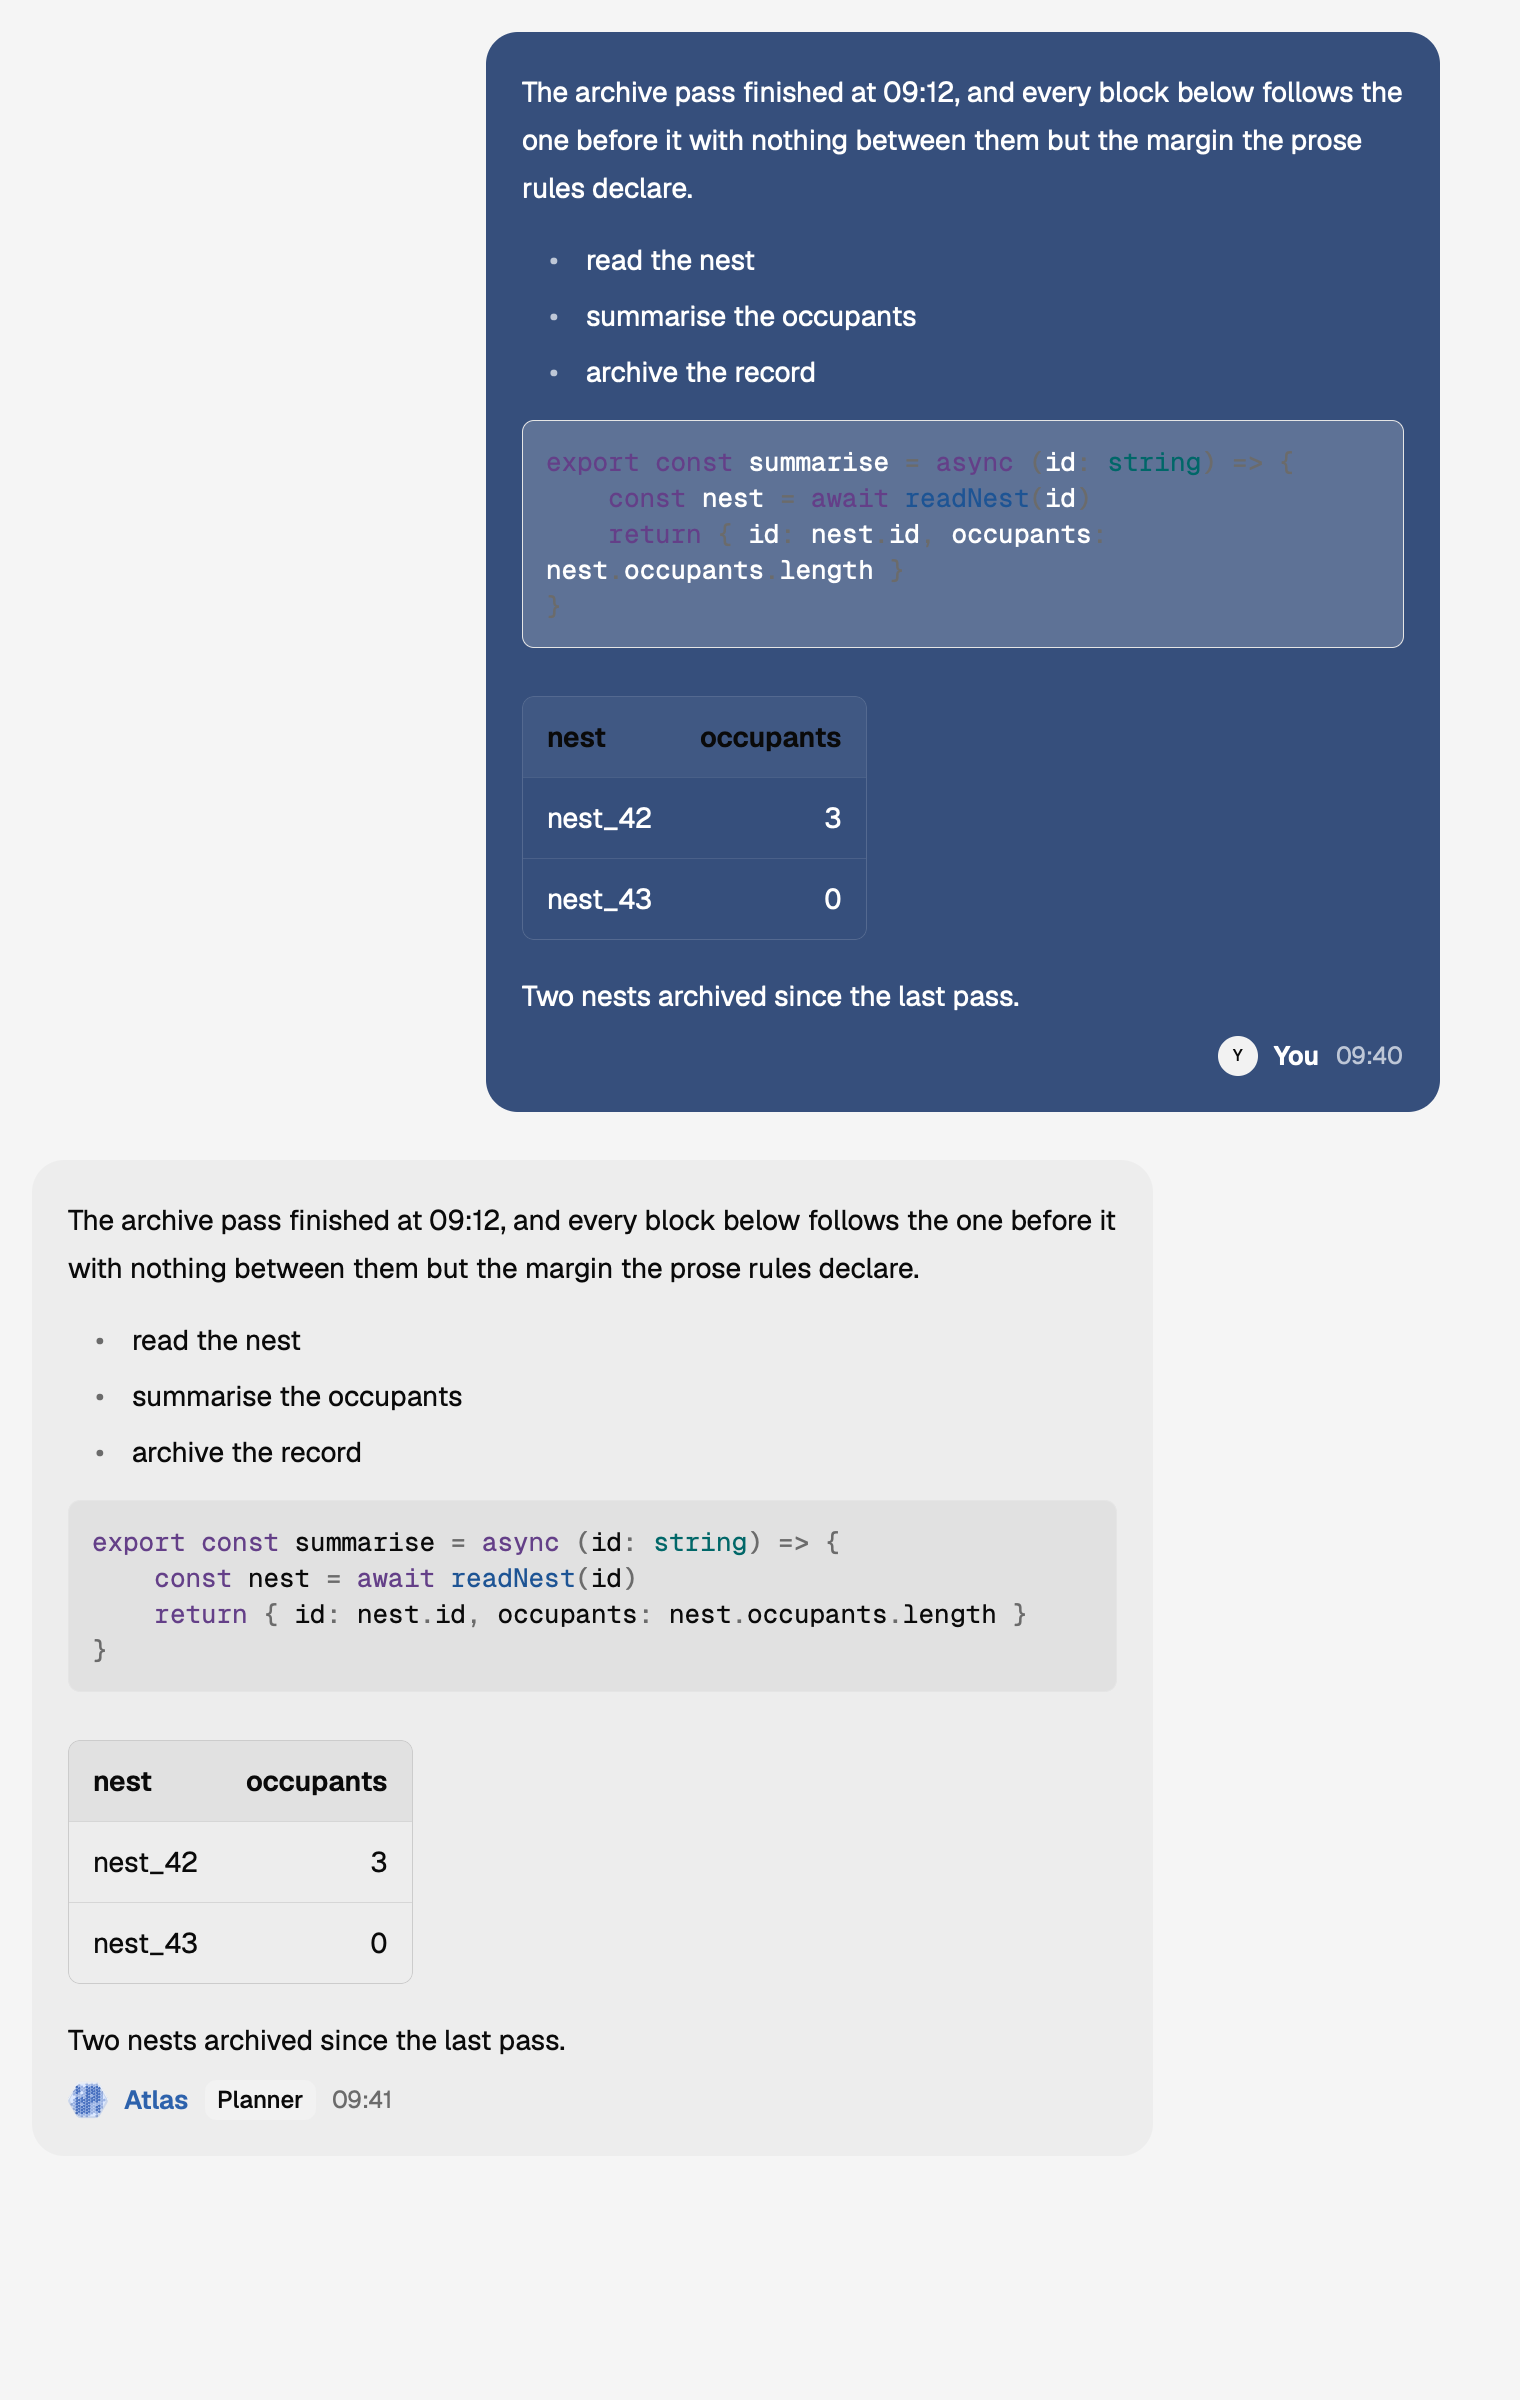 The archive pass finished at 09:12, and every block below follows the
one before it with nothing between them but the margin the prose
rules declare.
• read the nest
• summarise the occupants
• archive the record
export const summarise = async (id: string) => {
    const nest = await readNest(id)
    return { id: nest.id, occupants:
nest.occupants.length }
}
nest occupants
nest_42 3
nest_43 0
Two nests archived since the last pass.
Y You 09:40
The archive pass finished at 09:12, and every block below follows the one before it
with nothing between them but the margin the prose rules declare.
• read the nest
• summarise the occupants
• archive the record
export const summarise = async (id: string) => {
    const nest = await readNest(id)
    return { id: nest.id, occupants: nest.occupants.length }
}
nest occupants
nest_42 3
nest_43 0
Two nests archived since the last pass.
Atlas Planner 09:41